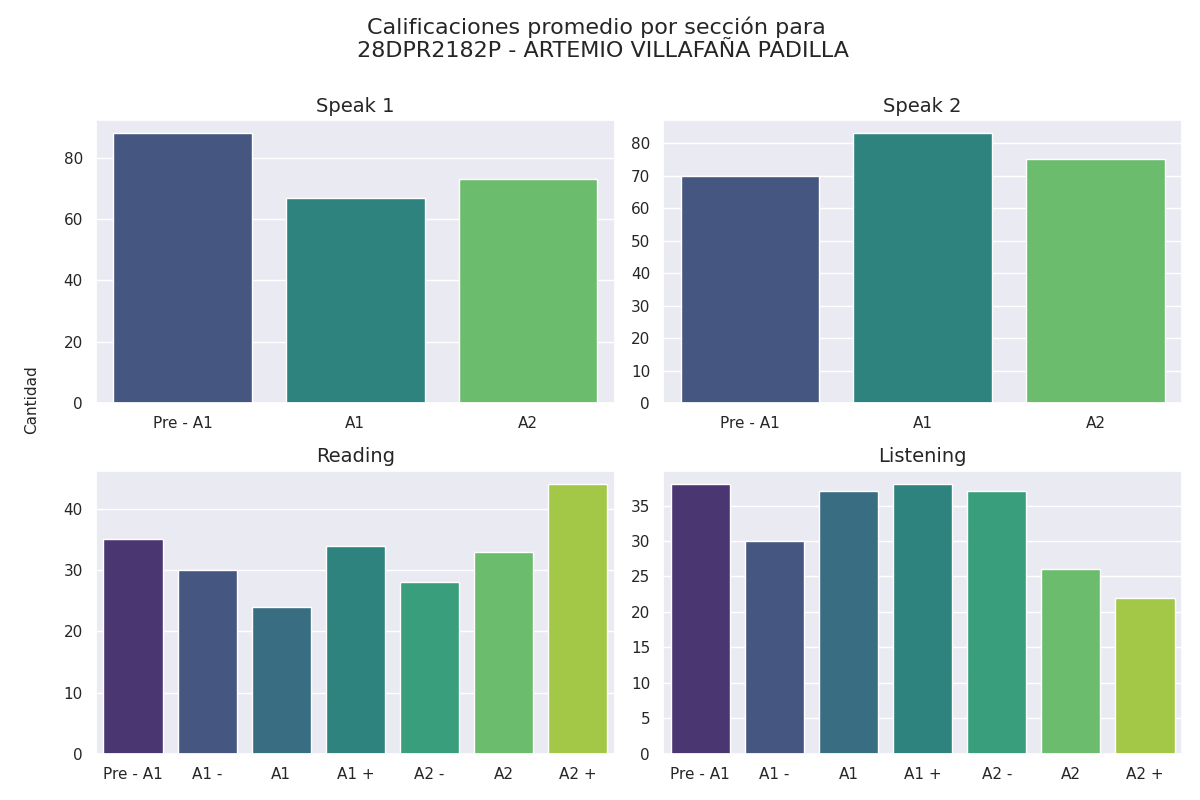 Calificaciones promedio por sección para
28DPR2182P - ARTEMIO VILLAFAÑA PADILLA
Cantidad
Speak 1
80
60
40
20
0
Pre - A1 A1 A2
Speak 2
80
70
60
50
40
30
20
10
0
Pre - A1 A1 A2
Reading
40
30
20
10
0
Pre - A1 A1 - A1 A1 + A2 - A2 A2 +
Listening
35
30
25
20
15
10
5
0
Pre - A1 A1 - A1 A1 + A2 - A2 A2 +